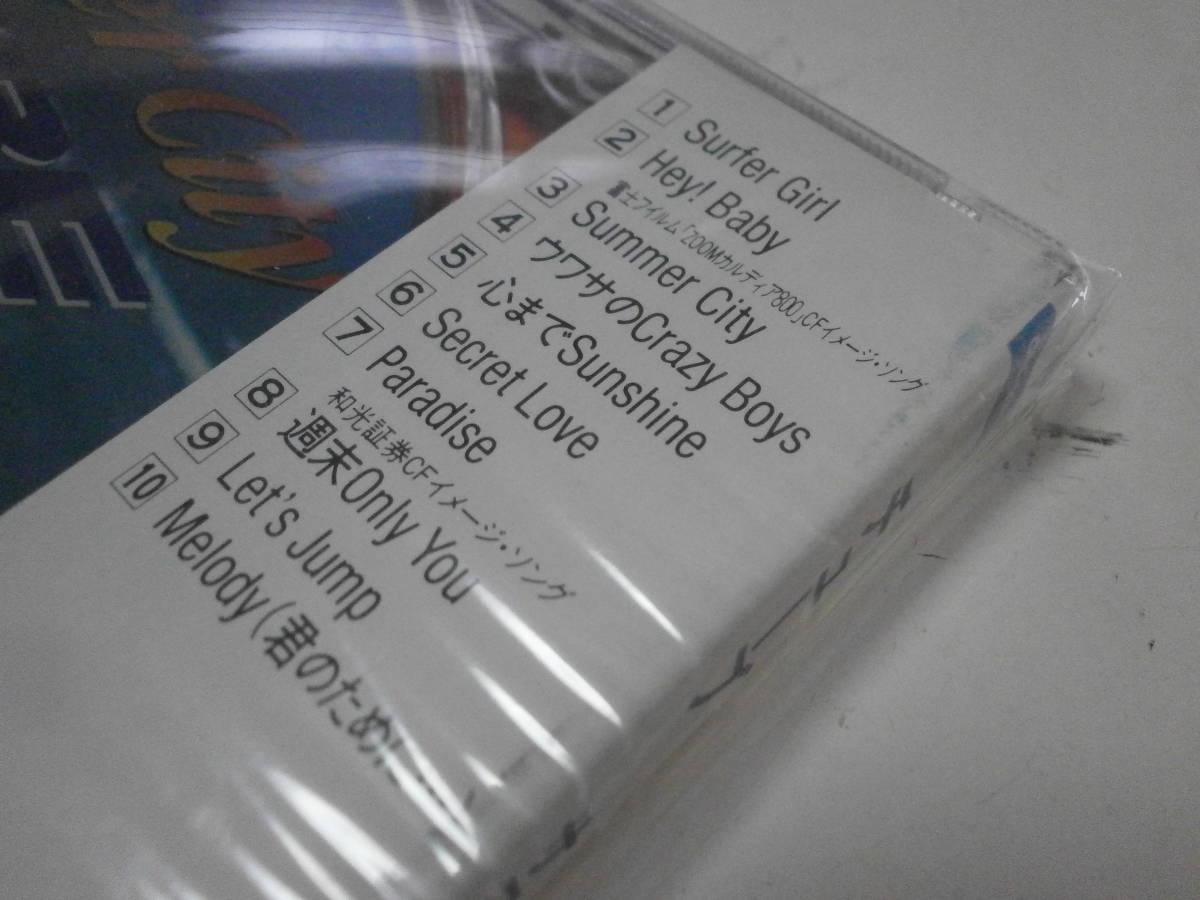 City
1 Surfer Girl
2 Hey! Baby
富士フイルム「ZOOMカルディア800」CFイメージ・ソング
3 Summer City
4 ウワサのCrazy Boys
5 心までSunshine
6 Secret Love
7 Paradise
和光証券CFイメージ・ソング
8 週末Only You
9 Let's Jump
10 Melody (君のために